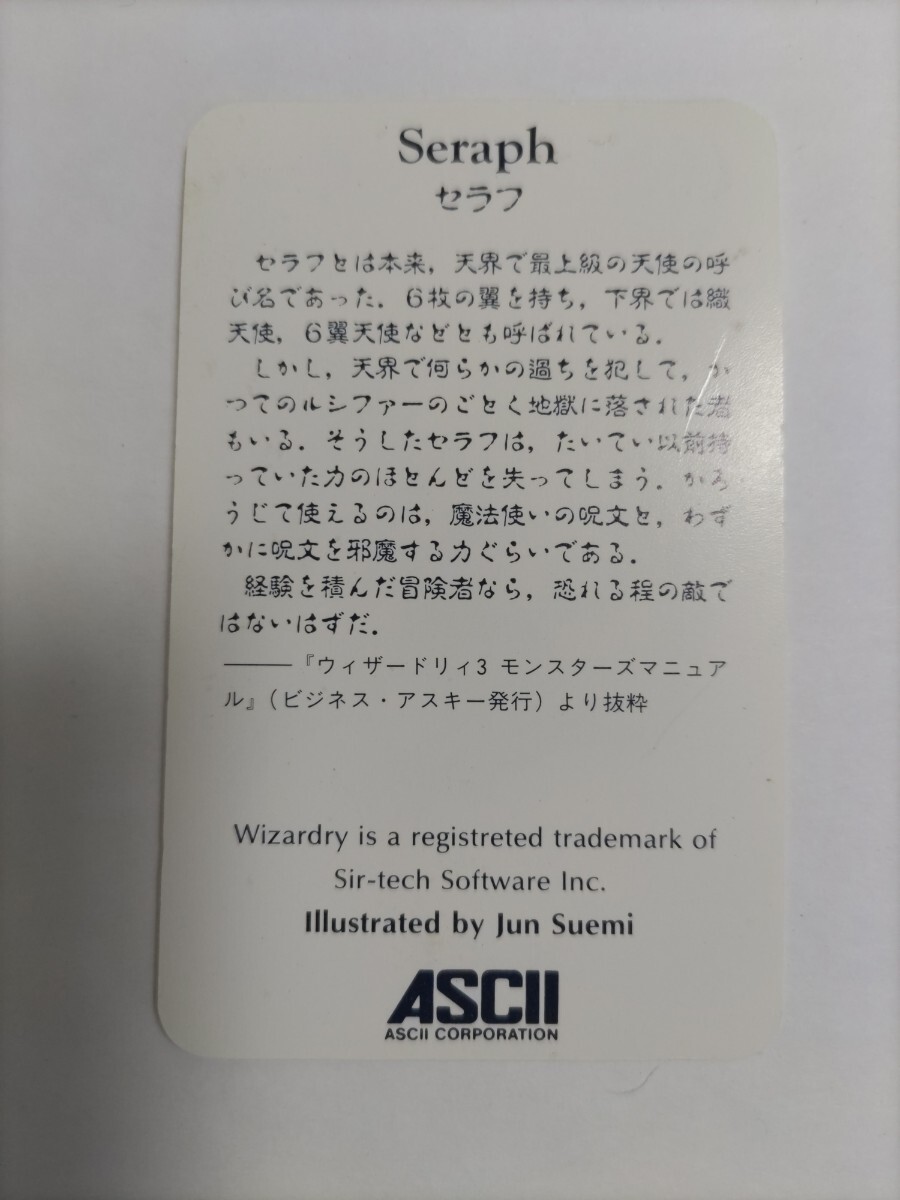 Seraph
セラフ
セラフとは本来，天界で最上級の天使の呼
び名であった．６枚の翼を持ち，下界では織
天使，６翼天使などとも呼ばれている．
しかし，天界で何らかの過ちを犯して，か
つてのルシファーのごとく地獄に落された者
もいる．そうしたセラフは，たいてい以前持
っていた力のほとんどを失ってしまう．かろ
うじて使えるのは，魔法使いの呪文と，わず
かに呪文を邪魔する力ぐらいである．
経験を積んだ冒険者なら，恐れる程の敵で
はないはずだ．
――『ウィザードリィ3 モンスターズマニュア
ル』（ビジネス・アスキー発行）より抜粋
Wizardry is a registreted trademark of
Sir-tech Software Inc.
Illustrated by Jun Suemi
ASCII
ASCII CORPORATION